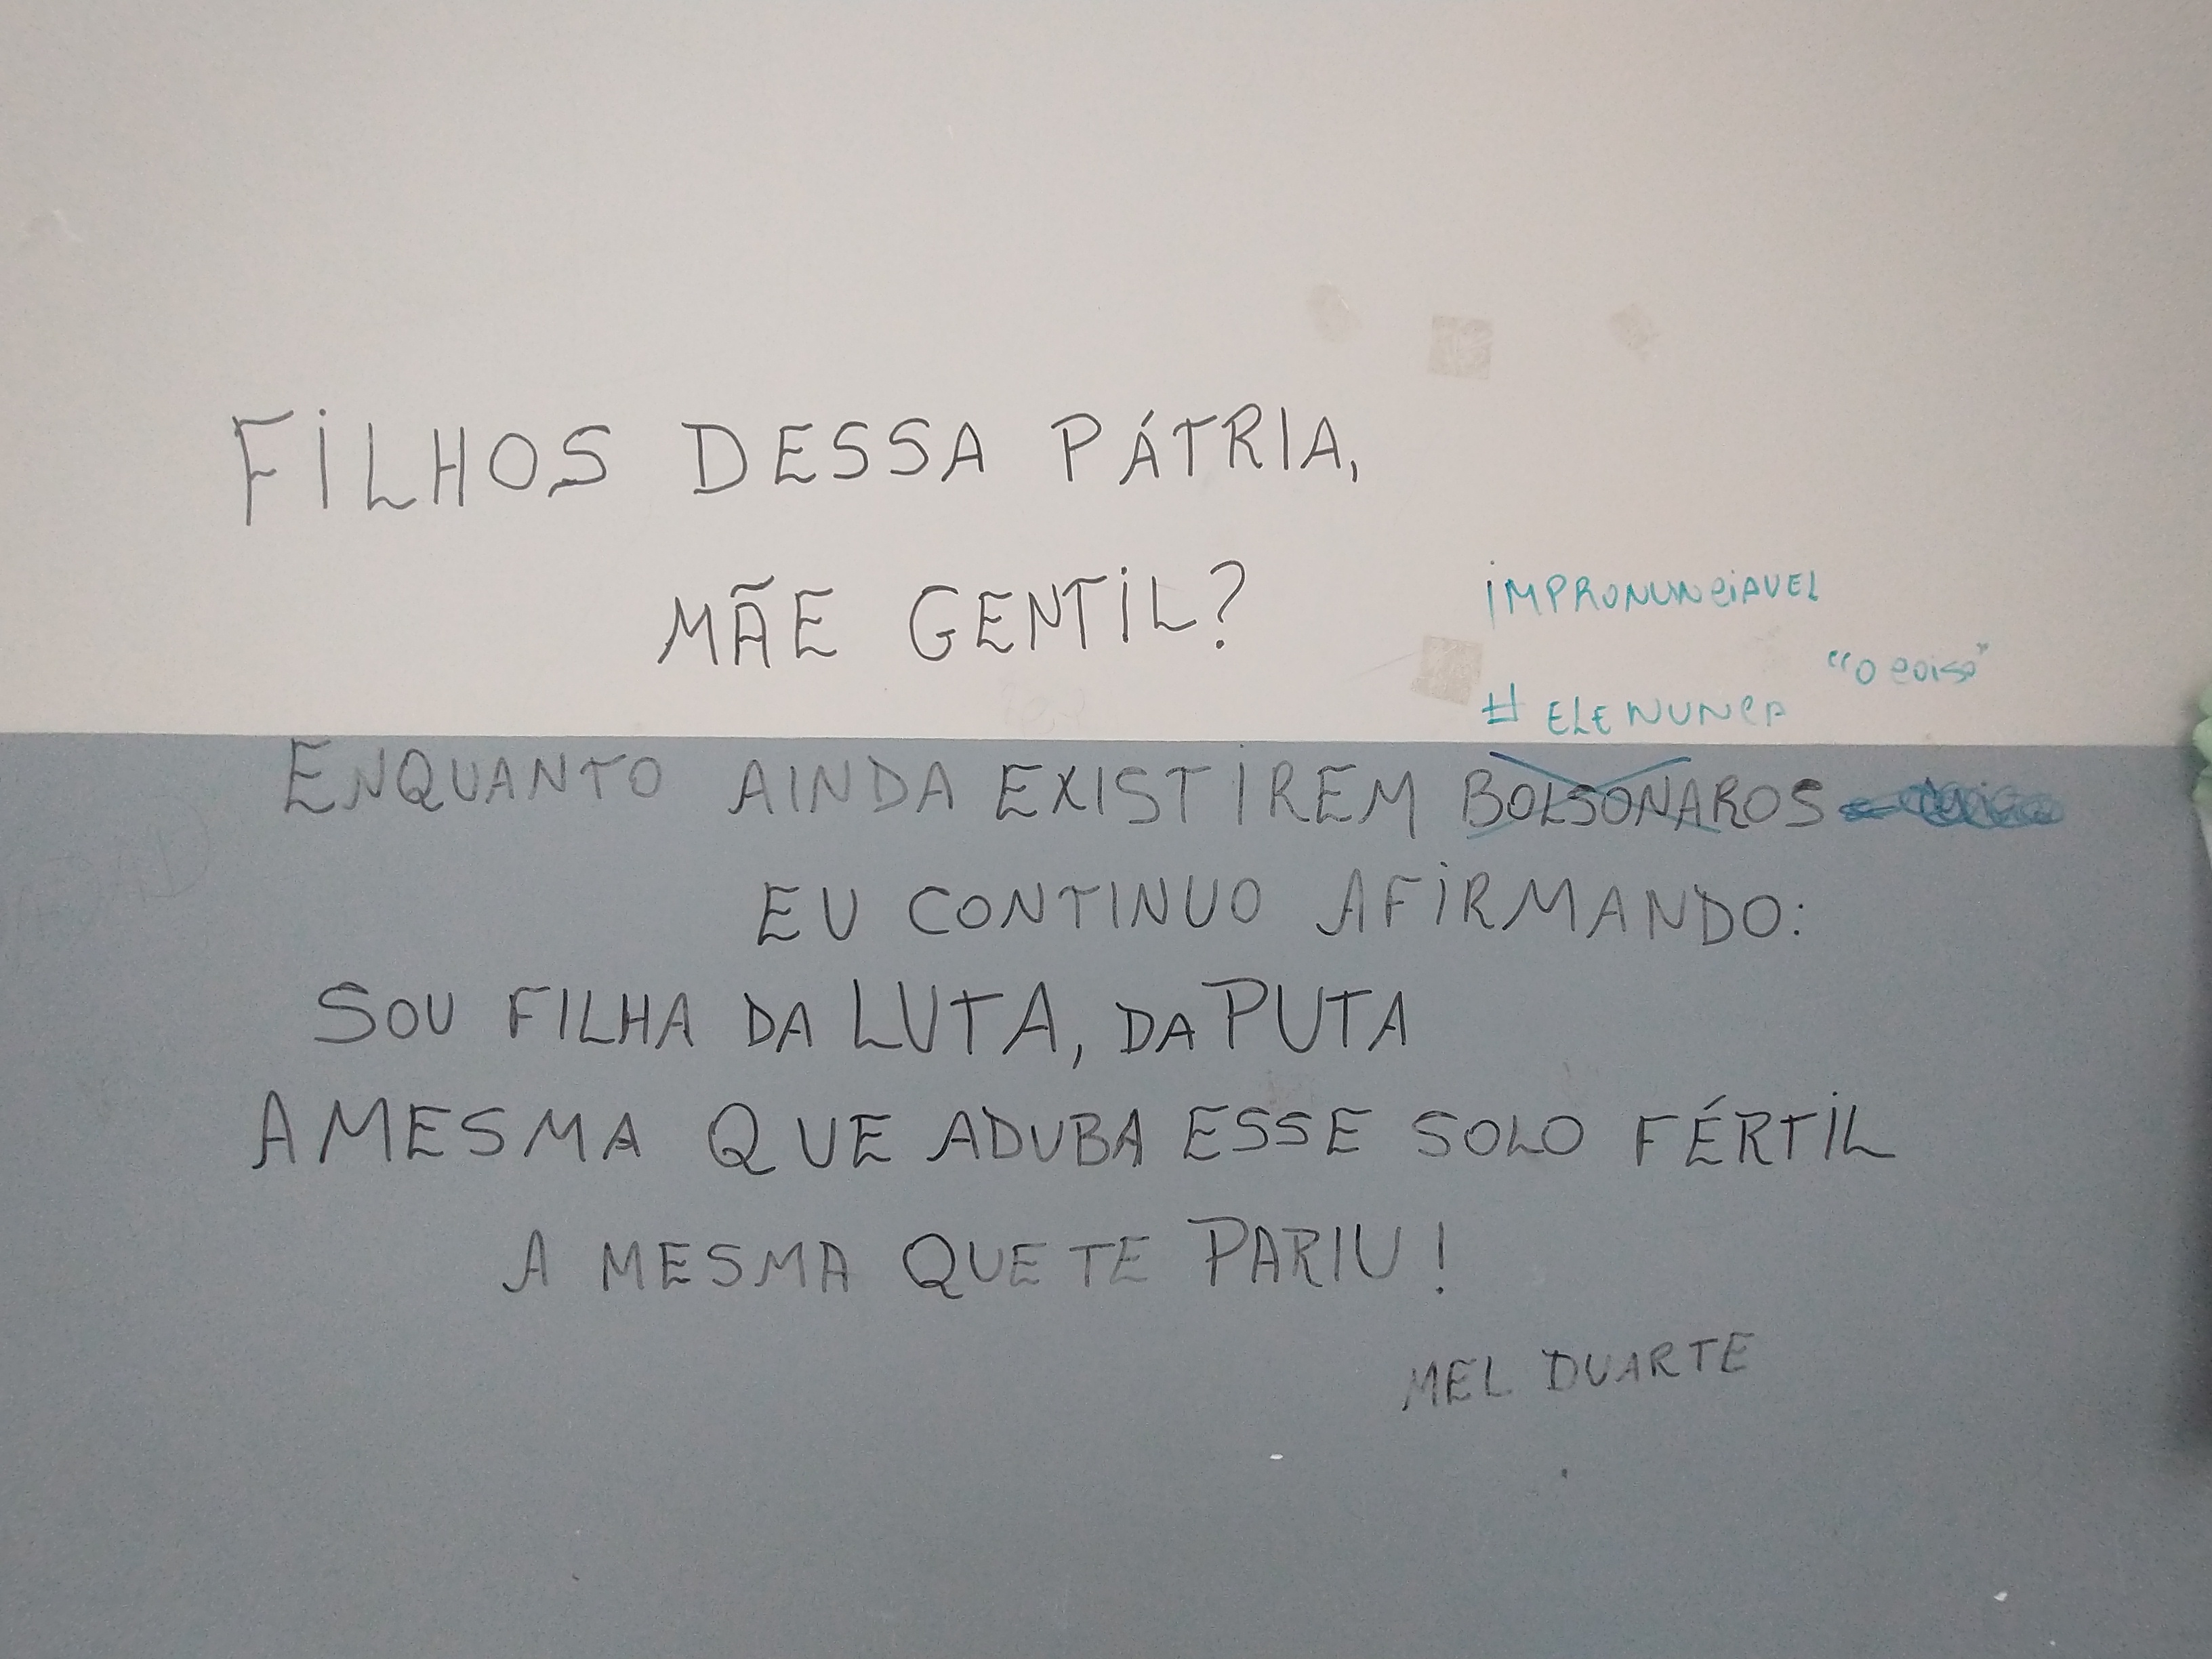 FILHOS DESSA PÁTRIA,
MÃE GENTIL?
IMPRONUNCIAVEL
"O coiso"
# ELE NUNCA
ENQUANTO AINDA EXISTIREM BOLSONAROS
EU CONTINUO AFIRMANDO:
SOU FILHA DA LUTA, DA PUTA
A MESMA QUE ADUBA ESSE SOLO FÉRTIL
A MESMA QUE TE PARIU!
MEL DUARTE